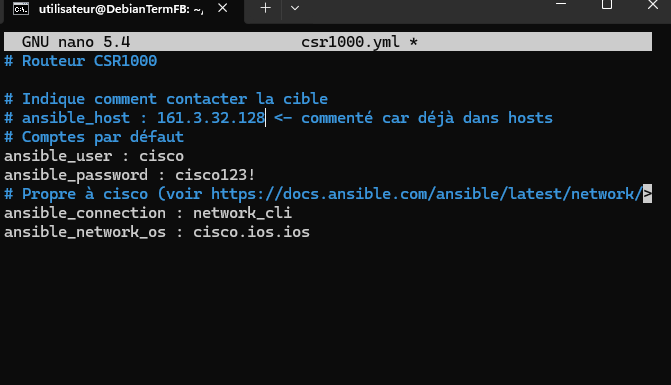 utilisateur@DebianTermFB: ~/
GNU nano 5.4 csr1000.yml *
# Routeur CSR1000
# Indique comment contacter la cible
# ansible_host : 161.3.32.128 <- commenté car déjà dans hosts
# Comptes par défaut
ansible_user : cisco
ansible_password : cisco123!
# Propre à cisco (voir https://docs.ansible.com/ansible/latest/network/>
ansible_connection : network_cli
ansible_network_os : cisco.ios.ios